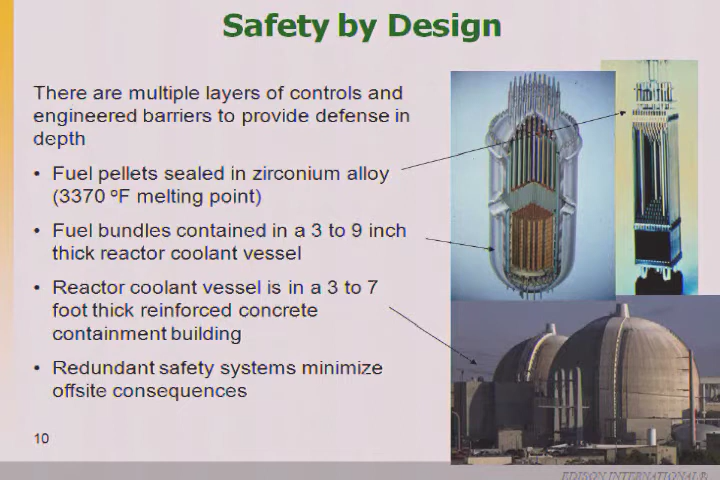 Safety by Design
There are multiple layers of controls and
engineered barriers to provide defense in
depth
• Fuel pellets sealed in zirconium alloy
(3370 ºF melting point)
• Fuel bundles contained in a 3 to 9 inch
thick reactor coolant vessel
• Reactor coolant vessel is in a 3 to 7
foot thick reinforced concrete
containment building
• Redundant safety systems minimize
offsite consequences
10
EDISON INTERNATIONAL®